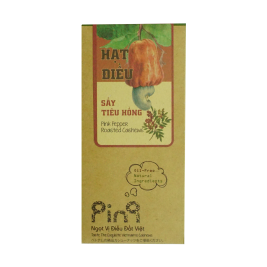 HẠT
ĐIỀU
SẤY
TIÊU HỒNG
Pink Pepper
Roasted Cashews
Oil-Free
Natural
Ingredients
Pinq
Ngọt Vị Điều Đất Việt